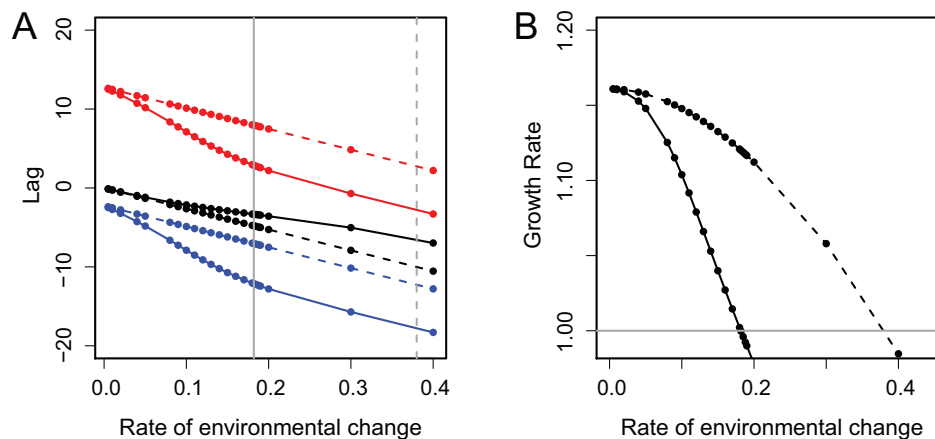 A
Lag
20
10
0
−10
−20
0.0 0.1 0.2 0.3 0.4
Rate of environmental change
B
Growth Rate
1.20
1.10
1.00
0.0 0.2 0.4
Rate of environmental change